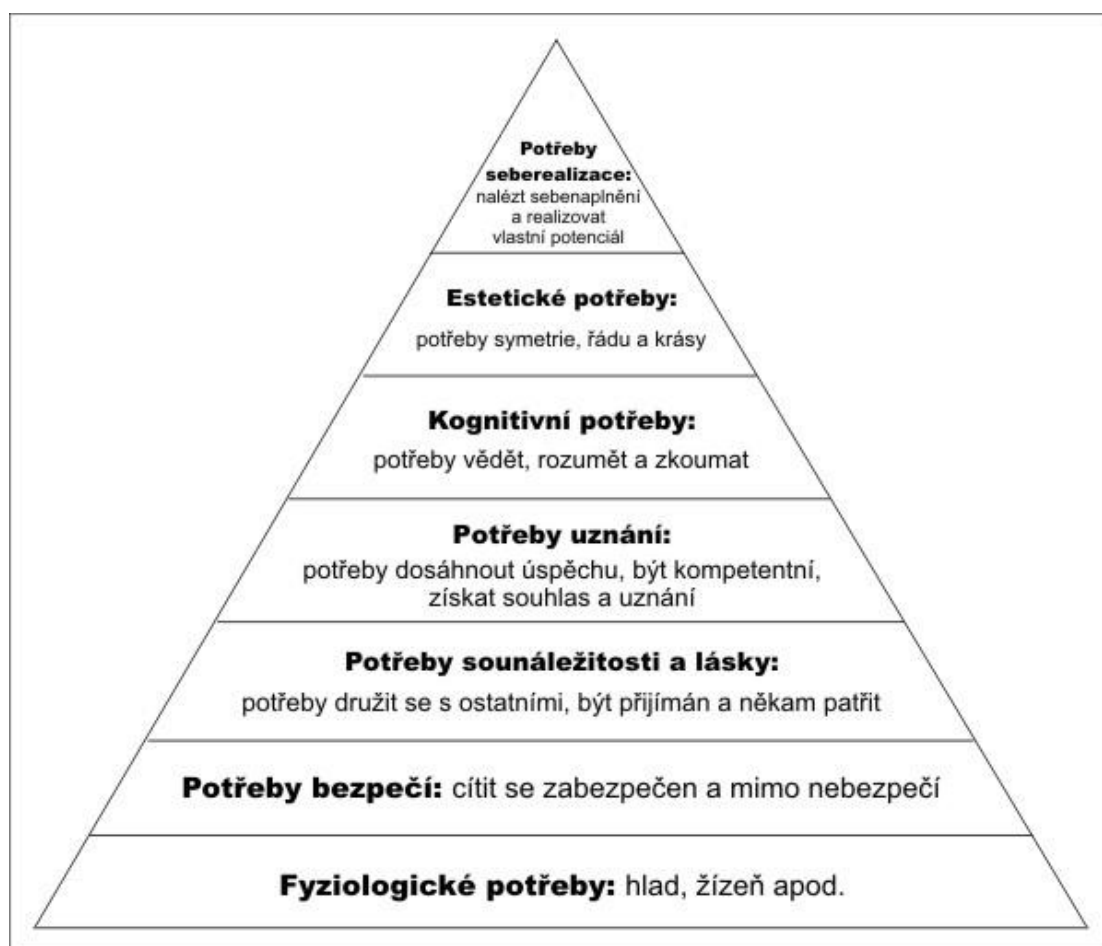 Potřeby
seberealizace:
nalézt sebenaplnění
a realizovat
vlastní potenciál
Estetické potřeby:
potřeby symetrie, řádu a krásy
Kognitivní potřeby:
potřeby vědět, rozumět a zkoumat
Potřeby uznání:
potřeby dosáhnout úspěchu, být kompetentní,
získat souhlas a uznání
Potřeby sounáležitosti a lásky:
potřeby družit se s ostatními, být přijímán a někam patřit
Potřeby bezpečí: cítit se zabezpečen a mimo nebezpečí
Fyziologické potřeby: hlad, žízeň apod.